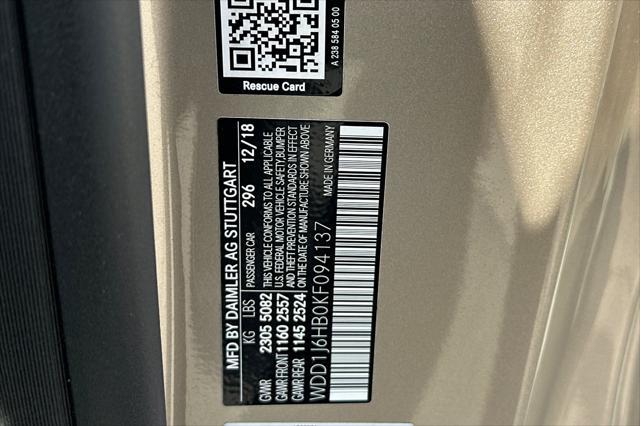 A 238 584 05 00
Rescue Card
MFD BY DAIMLER AG STUTTGART
KG LBS PASSENGER CAR 296 12/18
GVWR 2305 5082 THIS VEHICLE CONFORMS TO ALL APPLICABLE
GAWR FRONT 1160 2557 U.S. FEDERAL MOTOR VEHICLE SAFETY, BUMPER
GAWR REAR 1145 2524 AND THEFT PREVENTION STANDARDS IN EFFECT
ON THE DATE OF MANUFACTURE SHOWN ABOVE
WDD1J6HB0KF094137
MADE IN GERMANY